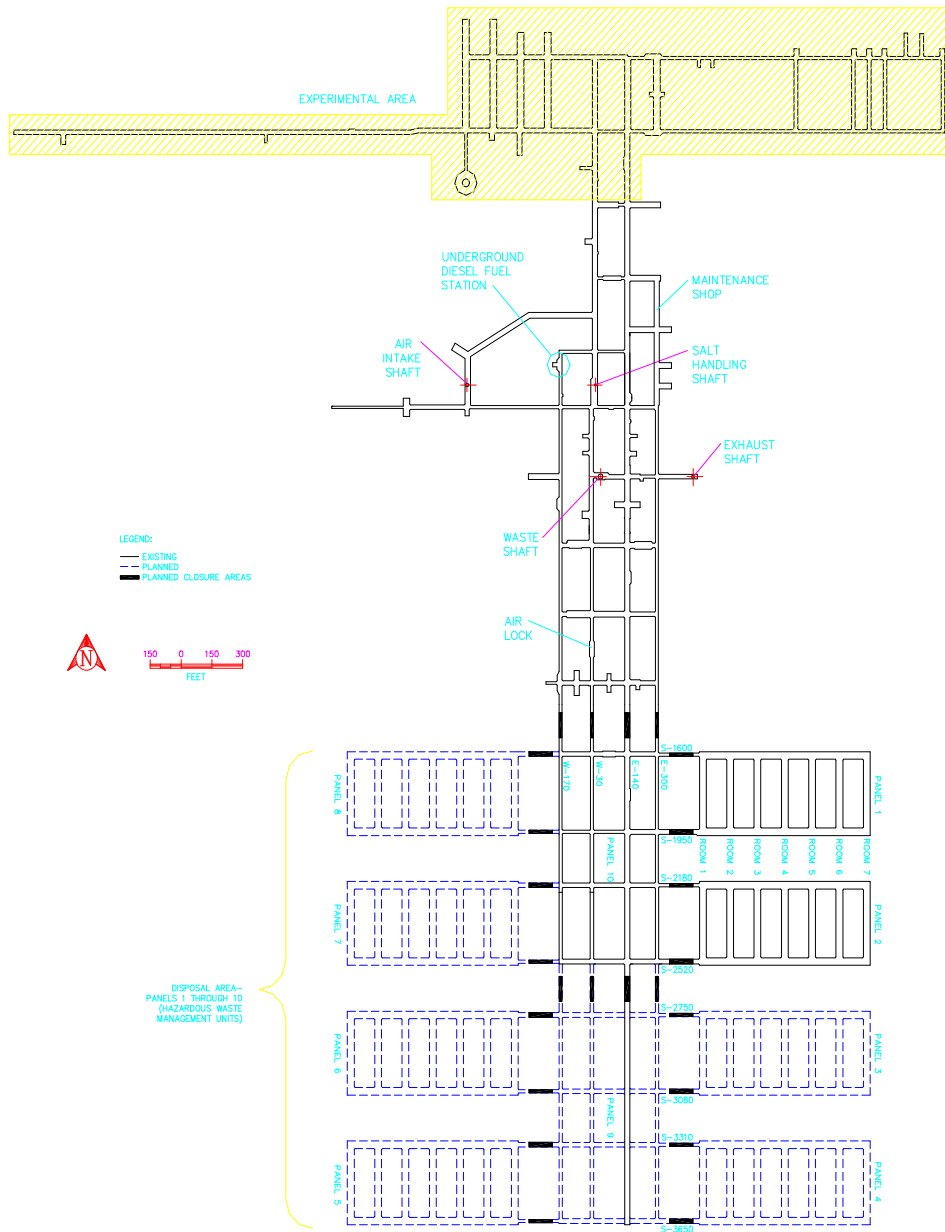 EXPERIMENTAL AREA
UNDERGROUND
DIESEL FUEL
STATION
MAINTENANCE
SHOP
AIR
INTAKE
SHAFT
SALT
HANDLING
SHAFT
EXHAUST
SHAFT
WASTE
SHAFT
LEGEND:
EXISTING
PLANNED
PLANNED CLOSURE AREAS
AIR
LOCK
N
150 0 150 300
FEET
S-1600
W-170
W-30
E-140
E-300
PANEL 8
PANEL 1
S-1950
PANEL 10
ROOM 1
ROOM 2
ROOM 3
ROOM 4
ROOM 5
ROOM 6
ROOM 7
S-2180
PANEL 7
PANEL 2
S-2520
DISPOSAL AREA-
PANELS 1 THROUGH 10
(HAZARDOUS WASTE
MANAGEMENT UNITS)
S-2750
PANEL 6
PANEL 3
S-3080
PANEL 9
S-3310
PANEL 5
PANEL 4
S-3650